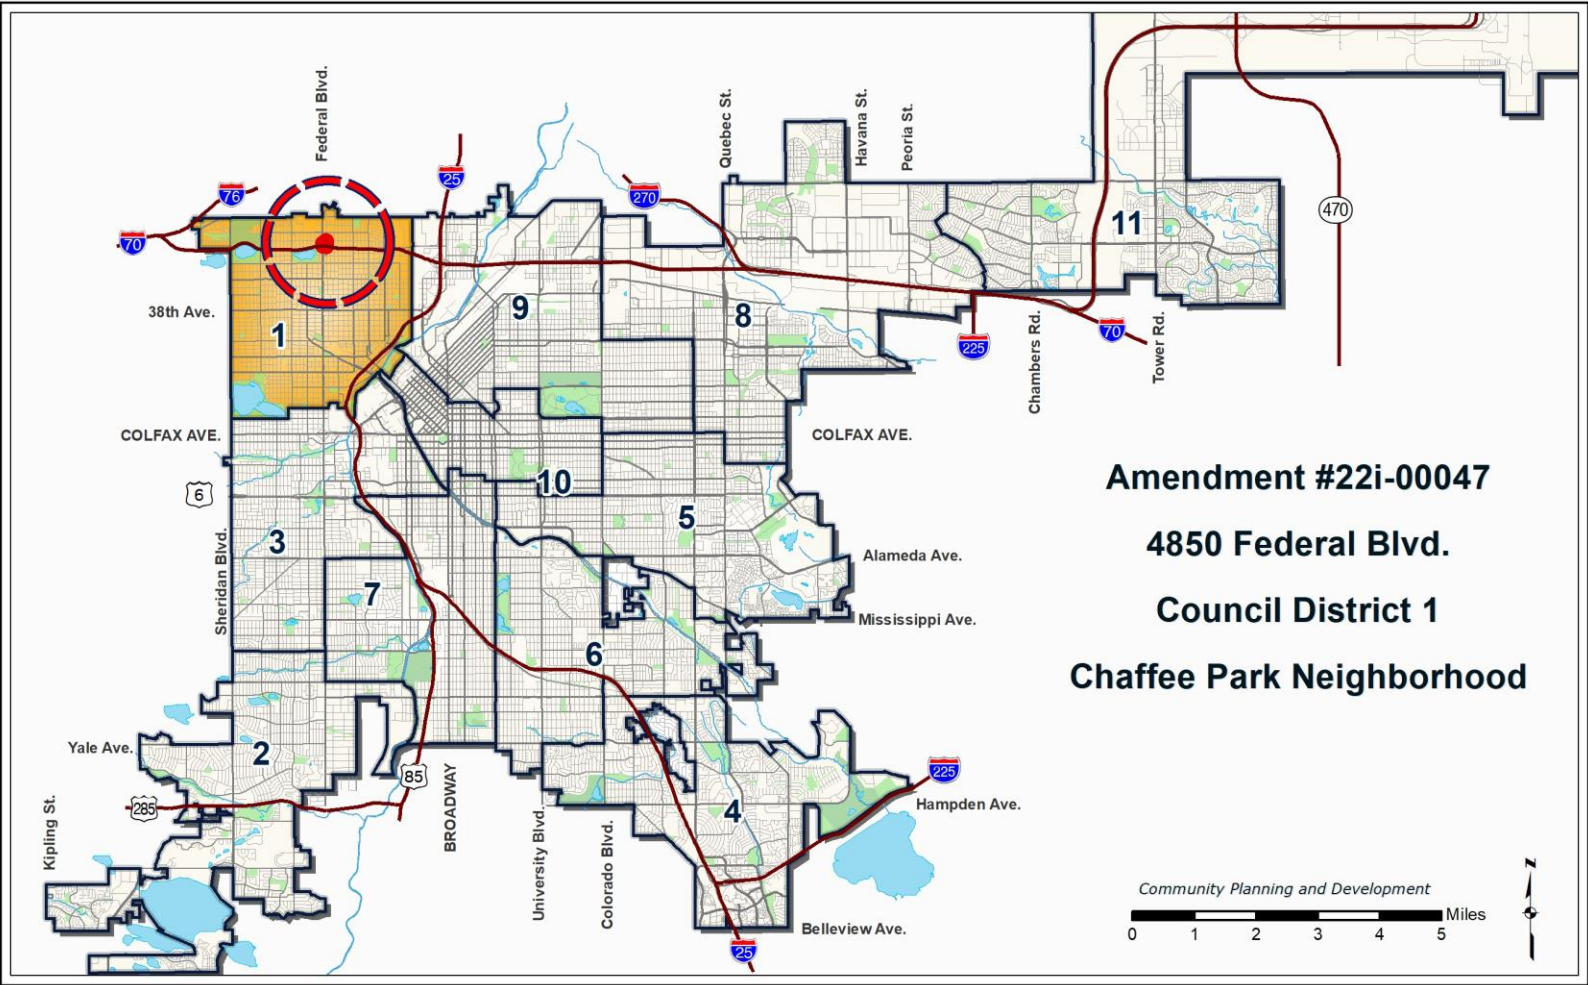 Federal Blvd.
Quebec St.
Havana St.
Peoria St.
76
25
270
70
470
11
38th Ave.
1
9
8
70
225
Chambers Rd.
Tower Rd.
COLFAX AVE.
COLFAX AVE.
6
10
5
3
Sheridan Blvd.
7
Alameda Ave.
Mississippi Ave.
6
Amendment #22i-00047
4850 Federal Blvd.
Council District 1
Chaffee Park Neighborhood
Yale Ave.
2
85
285
225
Hampden Ave.
4
Kipling St.
BROADWAY
University Blvd.
Colorado Blvd.
Belleview Ave.
25
Community Planning and Development
Miles
0 1 2 3 4 5
N